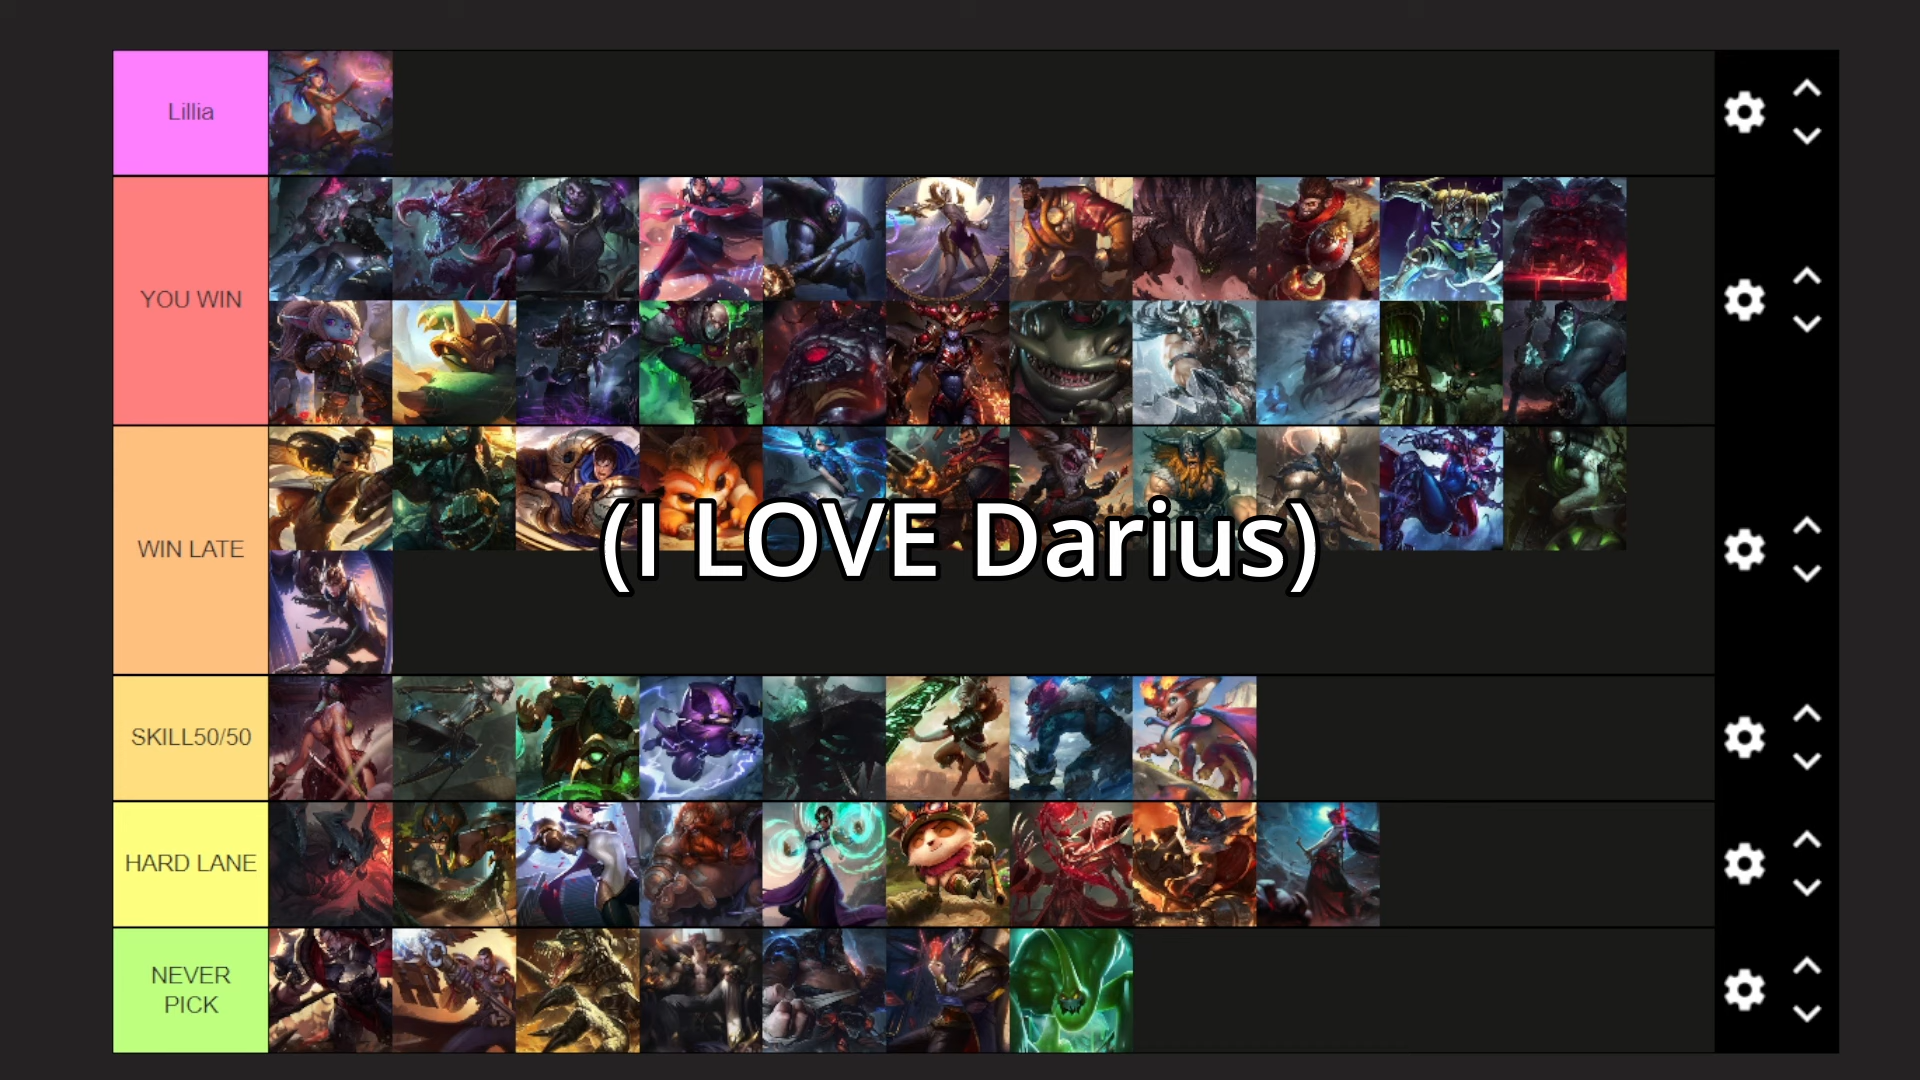 Lillia
YOU WIN
WIN LATE
(I LOVE Darius)
SKILL50/50
HARD LANE
NEVER
PICK